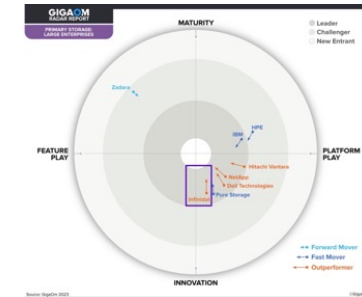 GIGAOM
RADAR REPORT
PRIMARY STORAGE:
LARGE ENTERPRISES
MATURITY
Leader
Challenger
New Entrant
Zadara
HPE
IBM
FEATURE
PLAY
PLATFORM
PLAY
Hitachi Vantara
NetApp
Dell Technologies
Infinidat
Pure Storage
Forward Mover
Fast Mover
Outperformer
INNOVATION
Source: GigaOm 2023